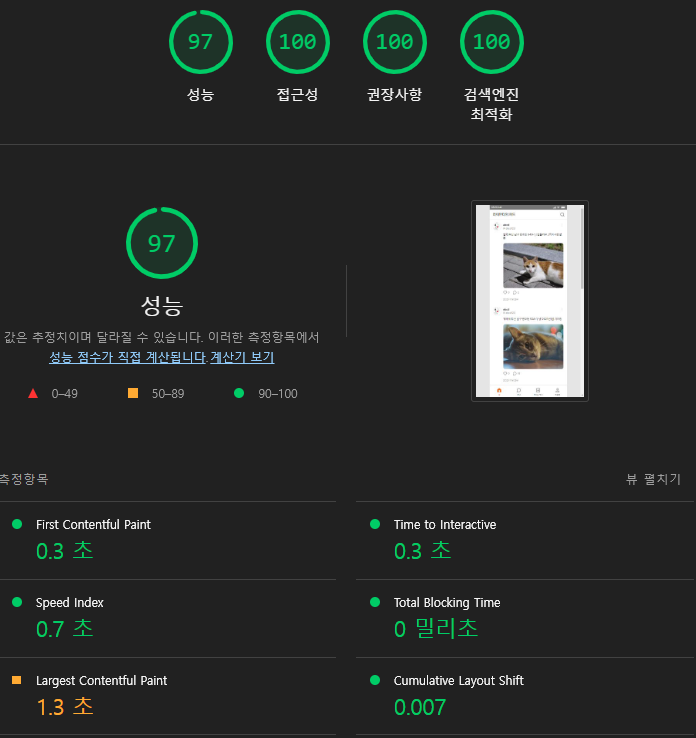 97
100
100
100
성능
접근성
권장사항
검색엔진
최적화
97
성능
값은 추정치이며 달라질 수 있습니다. 이러한 측정항목에서
성능 점수가 직접 계산됩니다.계산기 보기
0–49
50–89
90–100
측정항목
뷰 펼치기
First Contentful Paint
0.3 초
Time to Interactive
0.3 초
Speed Index
0.7 초
Total Blocking Time
0 밀리초
Largest Contentful Paint
1.3 초
Cumulative Layout Shift
0.007